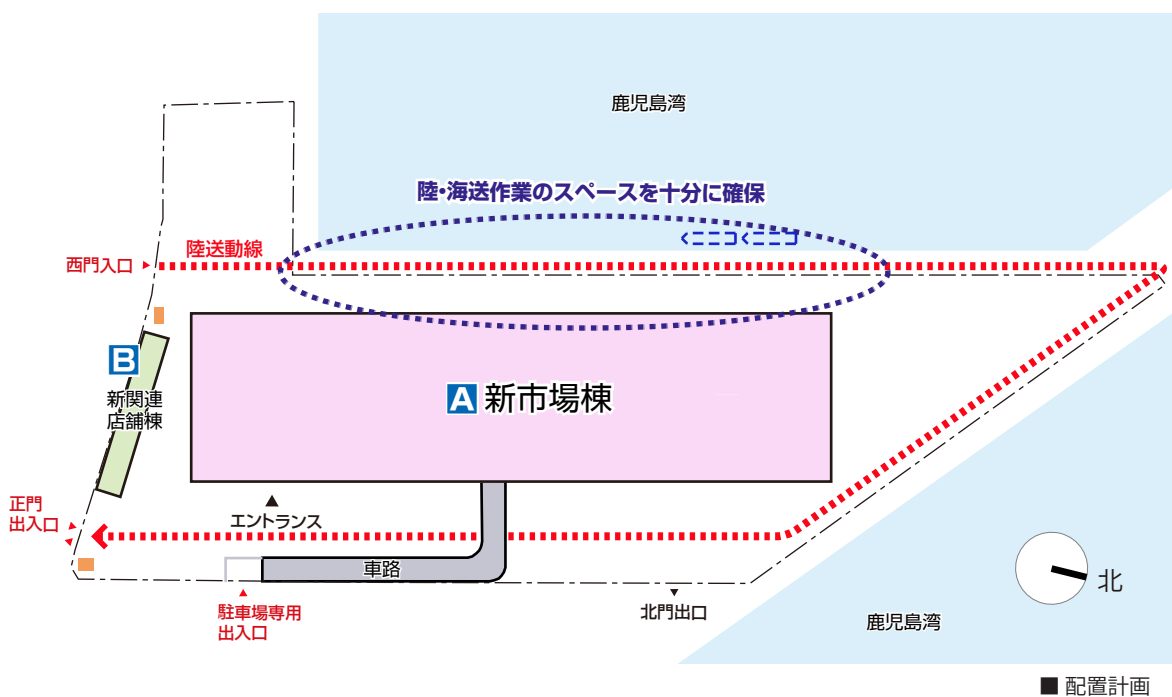 鹿児島湾
陸・海送作業のスペースを十分に確保
陸送動線
西門入口
B
新関連
店舗棟
A 新市場棟
正門
出入口
エントランス
車路
駐車場専用
出入口
北門出口
北
鹿児島湾
■ 配置計画